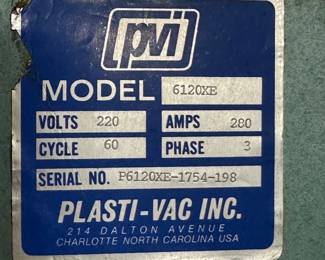 pvi
MODEL 6120XE
VOLTS 220 AMPS 280
CYCLE 60 PHASE 3
SERIAL NO. P6120XE-1754-198
PLASTI-VAC INC.
214 DALTON AVENUE
CHARLOTTE NORTH CAROLINA USA